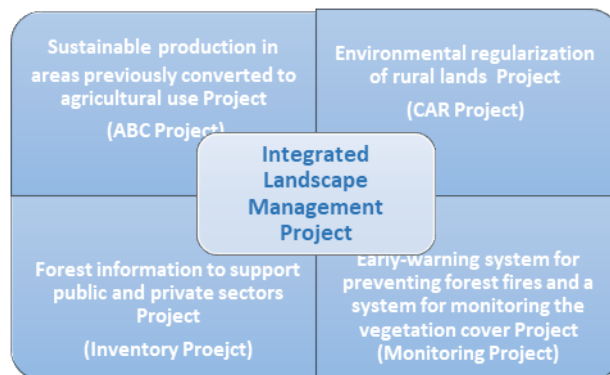 Sustainable production in
areas previously converted to
agricultural use Project
(ABC Project)
Environmental regularization
of rural lands Project
(CAR Project)
Integrated
Landscape
Management
Project
Forest information to support
public and private sectors
Project
(Inventory Proejct)
Early-warning system for
preventing forest fires and a
system for monitoring the
vegetation cover Project
(Monitoring Project)